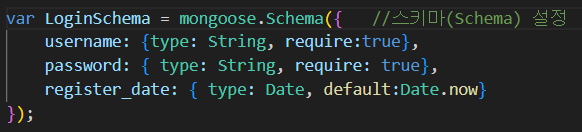 var LoginSchema = mongoose.Schema({   //스키마(Schema) 설정
    username: {type: String, require:true},
    password: { type: String, require: true},
    register_date: { type: Date, default:Date.now}
});